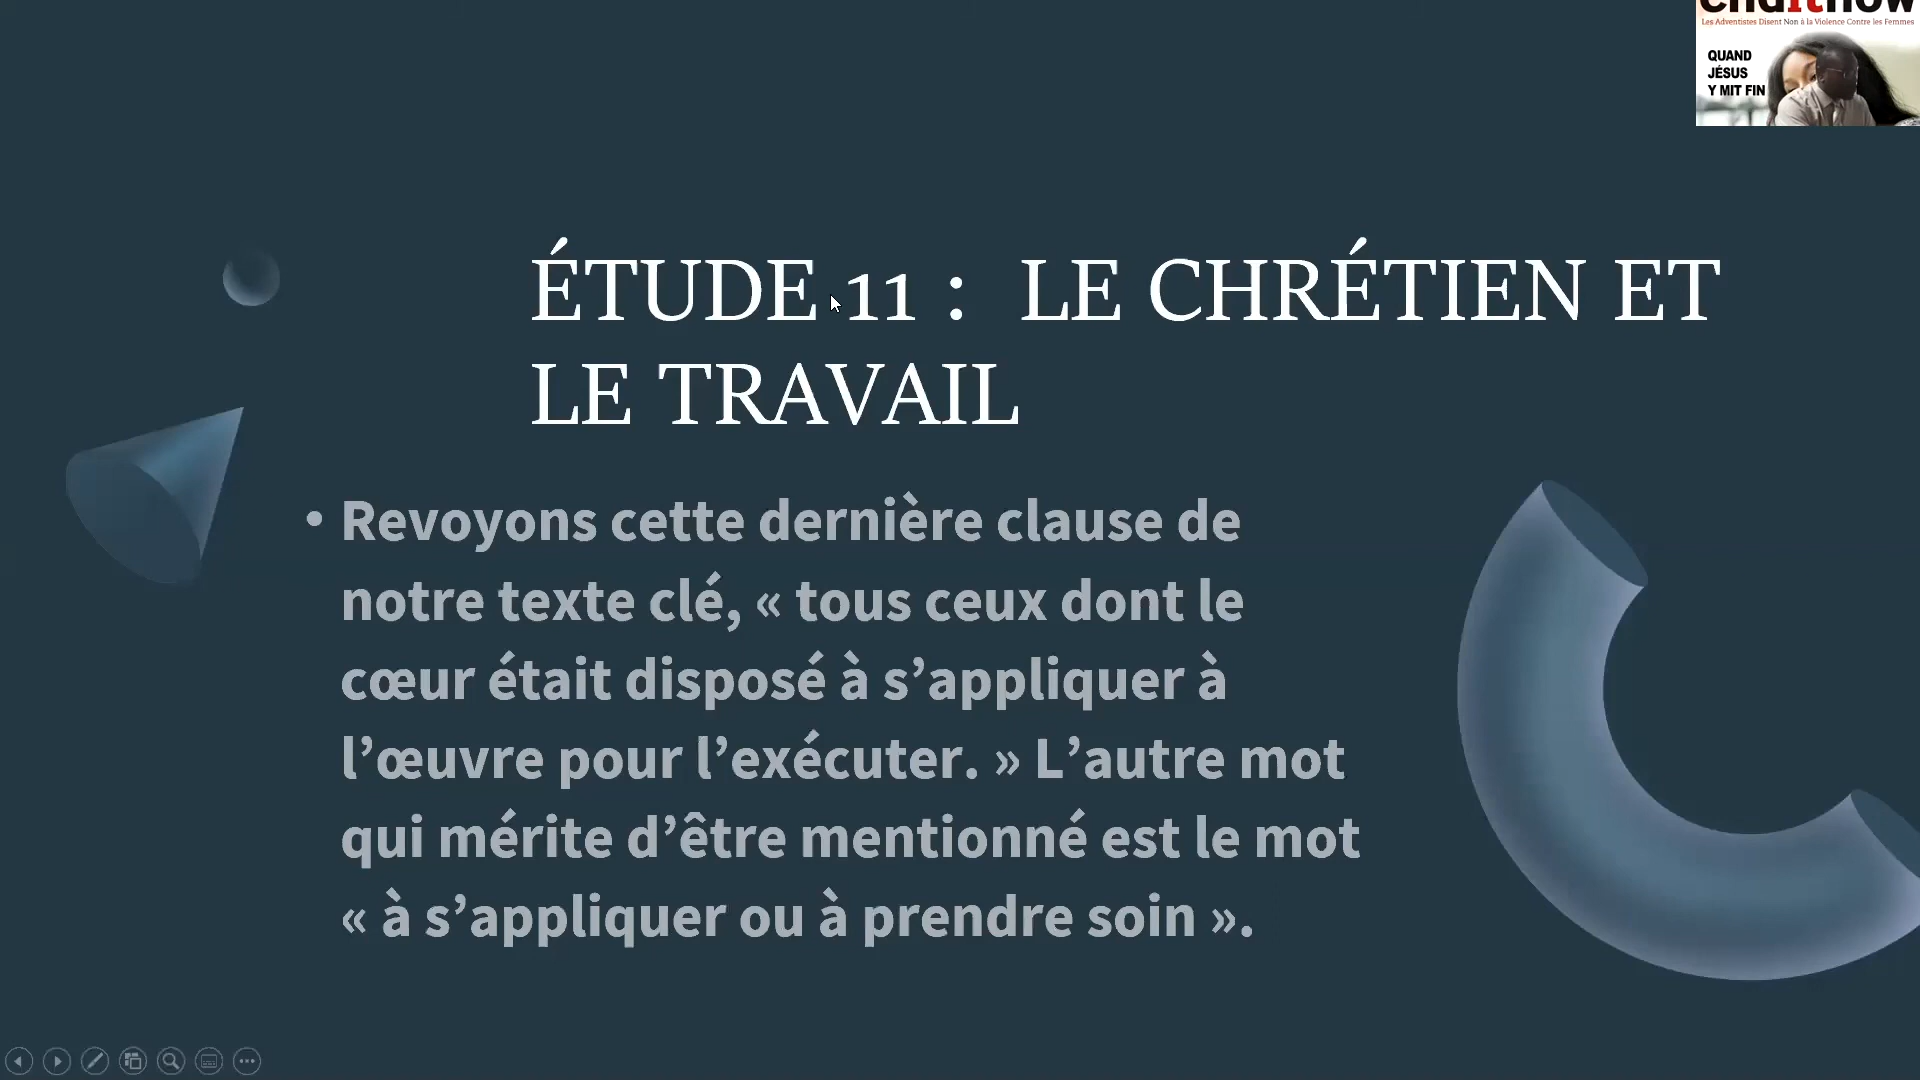 enditnow
Les Adventistes Disent Non à la Violence Contre les Femmes
QUAND
JÉSUS
Y MIT FIN
ÉTUDE 11 : LE CHRÉTIEN ET
LE TRAVAIL
• Revoyons cette dernière clause de
notre texte clé, « tous ceux dont le
cœur était disposé à s’appliquer à
l’œuvre pour l’exécuter. » L’autre mot
qui mérite d’être mentionné est le mot
« à s’appliquer ou à prendre soin ».